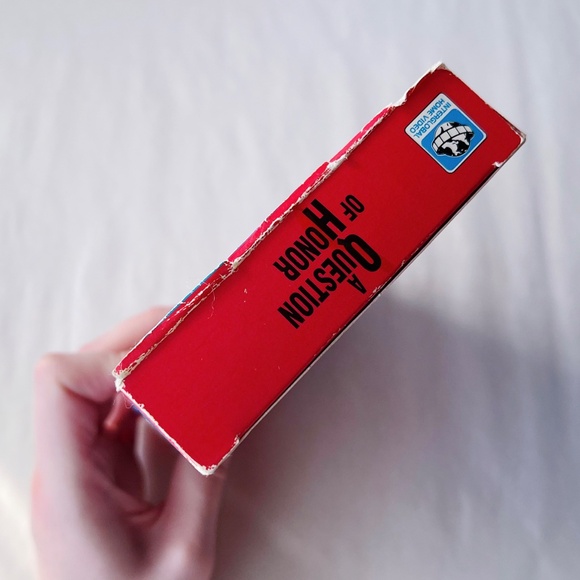 A
QUESTION
OF HONOR
INTERGLOBAL
HOME VIDEO